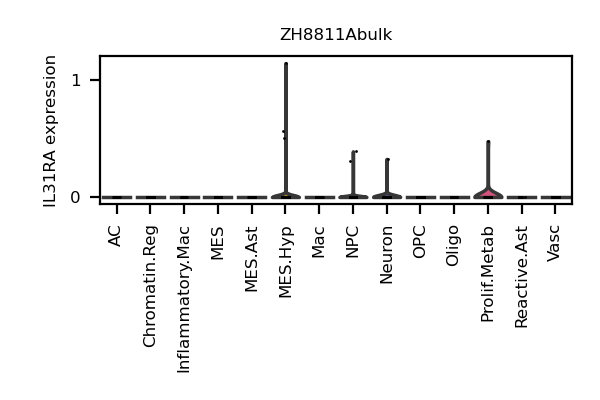 ZH8811Abulk
IL31RA expression
1
0
AC
Chromatin.Reg
Inflammatory.Mac
MES
MES.Ast
MES.Hyp
Mac
NPC
Neuron
OPC
Oligo
Prolif.Metab
Reactive.Ast
Vasc